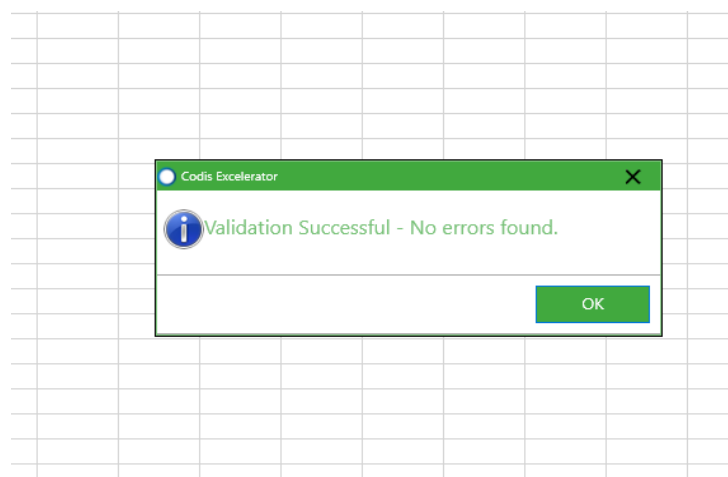 Codis Excelerator
Validation Successful - No errors found.
OK